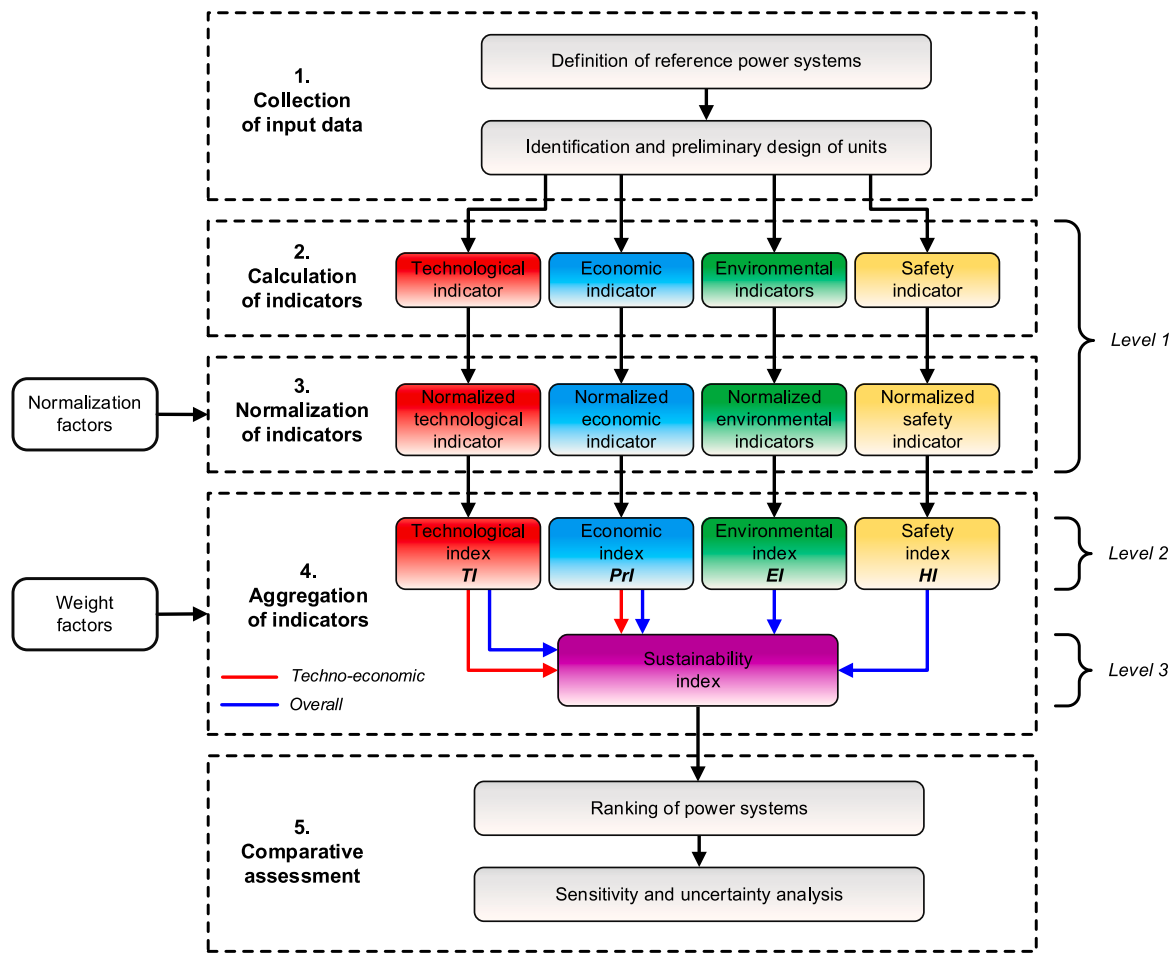 1.
Collection
of input data
Definition of reference power systems
Identification and preliminary design of units
2.
Calculation
of indicators
Technological
indicator
Economic
indicator
Environmental
indicators
Safety
indicator
Level 1
Normalization
factors
3.
Normalization
of indicators
Normalized
technological
indicator
Normalized
economic
indicator
Normalized
environmental
indicators
Normalized
safety
indicator
Weight
factors
4.
Aggregation
of indicators
Technological
index
TI
Economic
index
PrI
Environmental
index
EI
Safety
index
HI
Level 2
Sustainability
index
Level 3
Techno-economic
Overall
5.
Comparative
assessment
Ranking of power systems
Sensitivity and uncertainty analysis